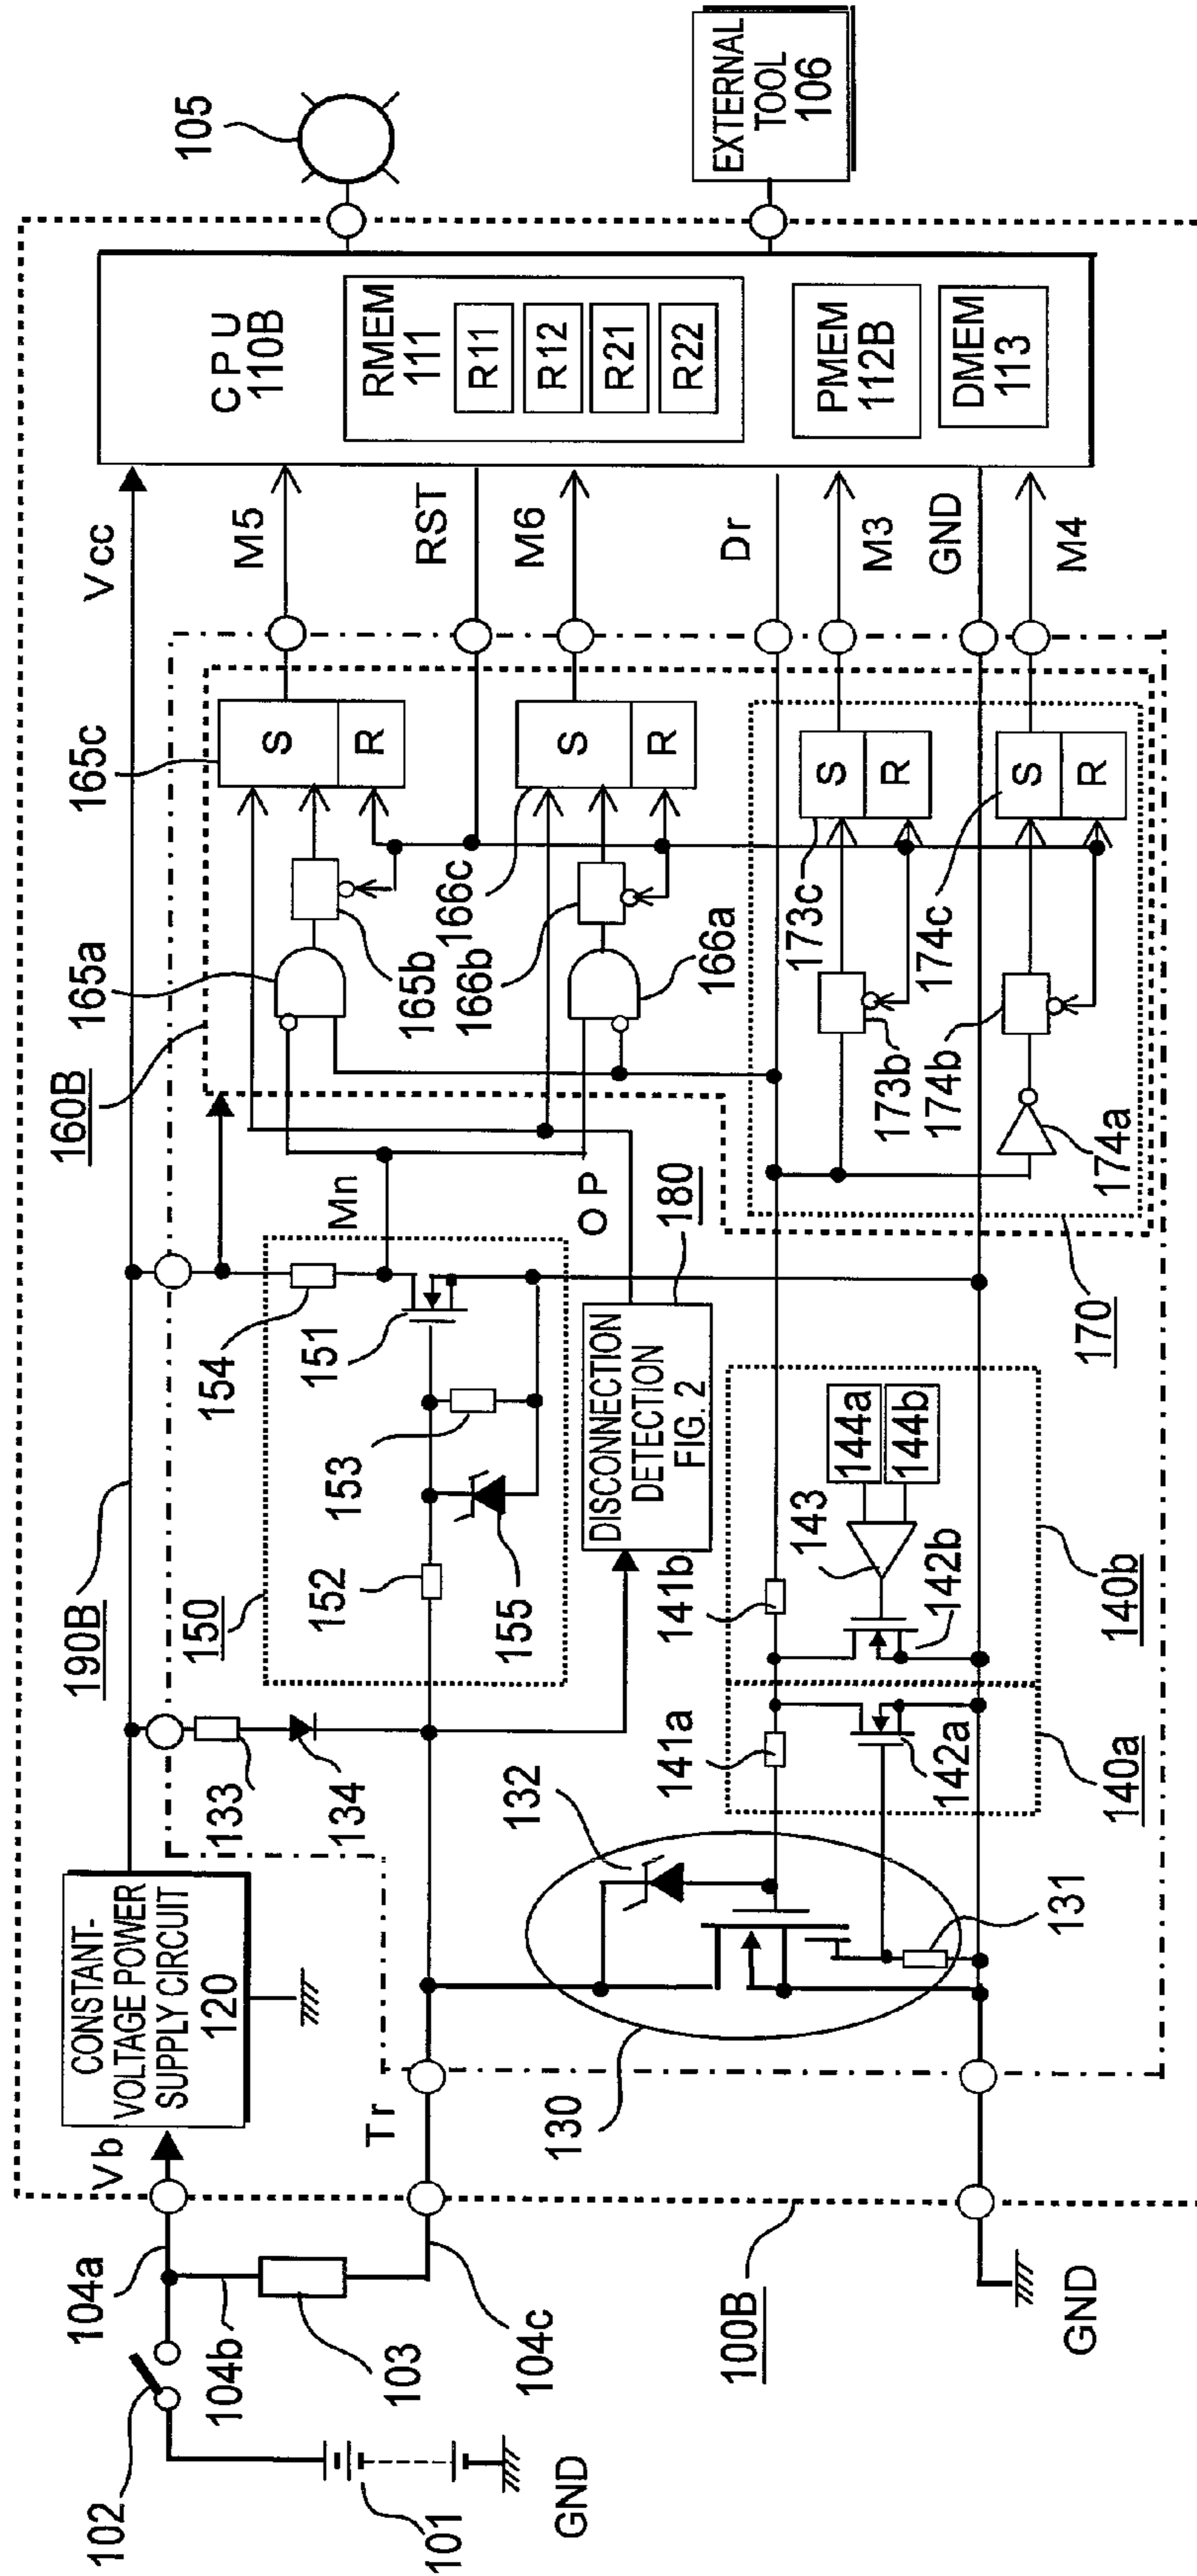 102
101
GND
104a
104b
103
104c
Vb
CONSTANT-
VOLTAGE POWER
SUPPLY CIRCUIT
120
Tr
100B
GND
190B
133
134
130
132
131
150
152
155
153
154
151
Mn
OP
DISCONNECTION
DETECTION
FIG. 2
180
141a
141b
142a
140a
143
144a
144b
142b
140b
160B
165a
165b
165c
S
R
166b
166c
166a
S
R
173c
S
R
173b
174c
S
R
174b
174a
170
Vcc
M5
RST
M6
Dr
M3
GND
M4
CPU
110B
RMEM
111
R11
R12
R21
R22
PMEM
112B
DMEM
113
105
EXTERNAL
TOOL
106